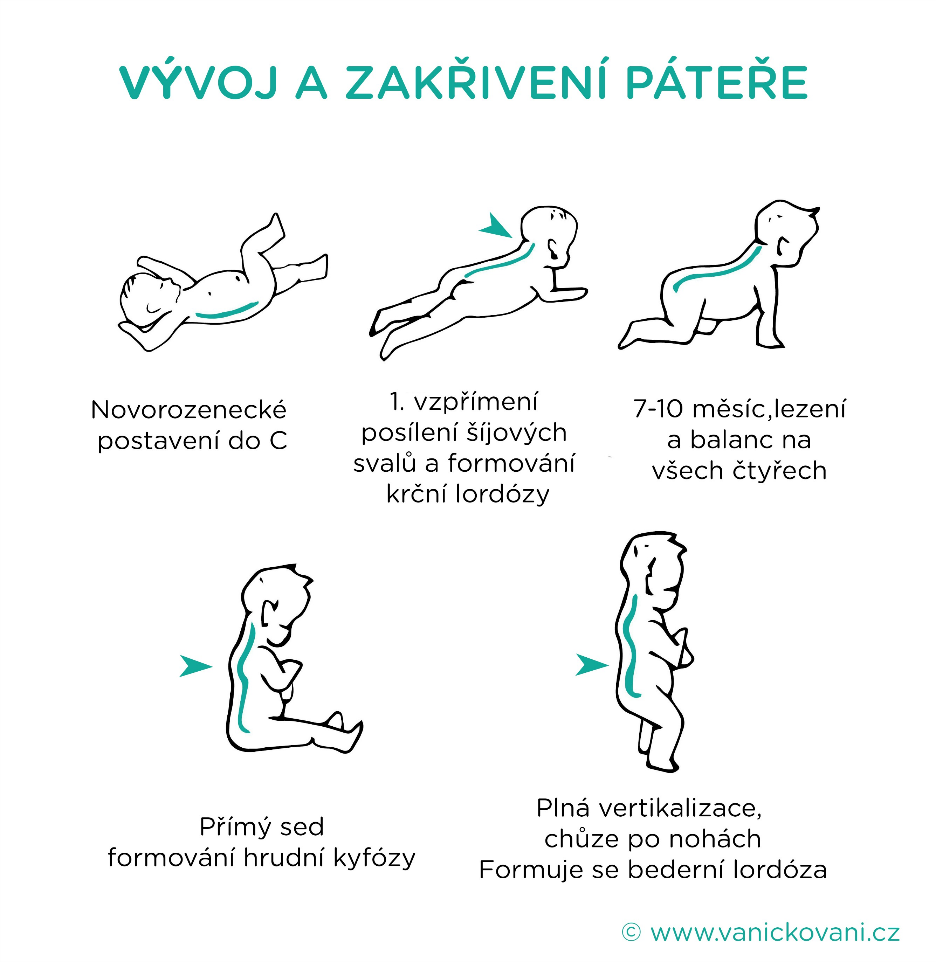 VÝVOJ A ZAKŘIVENÍ PÁTEŘE
Novorozenecké
postavení do C
1. vzpřímení
posílení šíjových
svalů a formování
krční lordózy
7-10 měsíc,lezení
a balanc na
všech čtyřech
Přímý sed
formování hrudní kyfózy
Plná vertikalizace,
chůze po nohách
Formuje se bederní lordóza
© www.vanickovani.cz